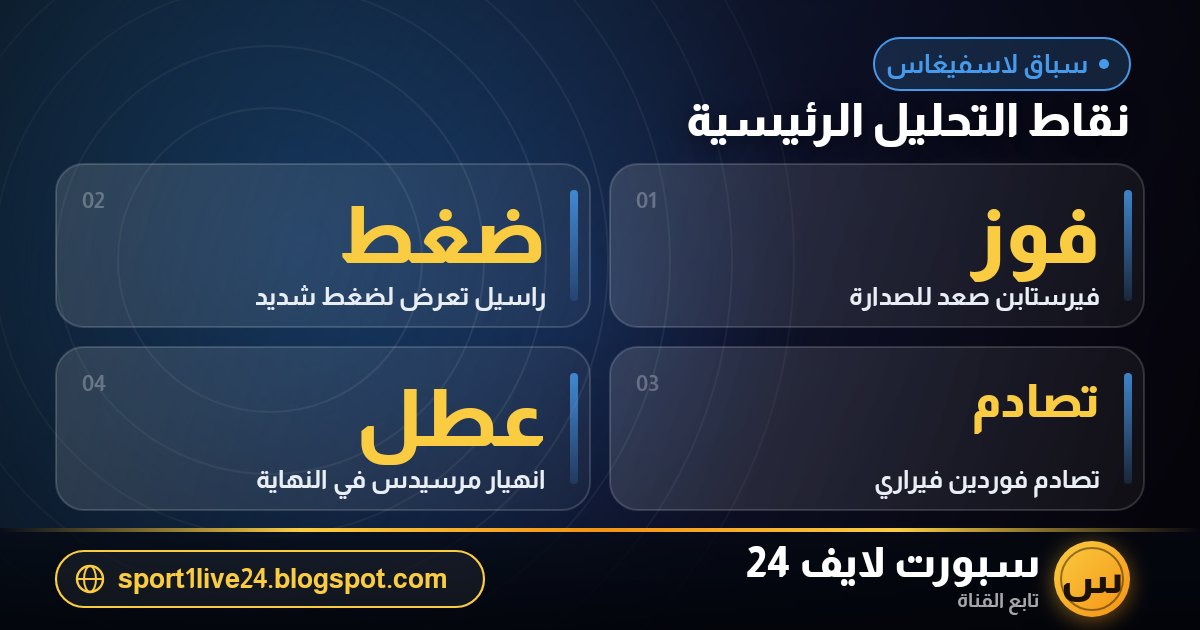 سباق لاسفيغاس
نقاط التحليل الرئيسية
01
فوز
فيرستابن صعد للصدارة
02
ضغط
راسيل تعرض لضغط شديد
03
تصادم
تصادم فوردين فيراري
04
عطل
انهيار مرسيدس في النهاية
س
سبورت لايف 24
تابع القناة
sport1live24.blogspot.com